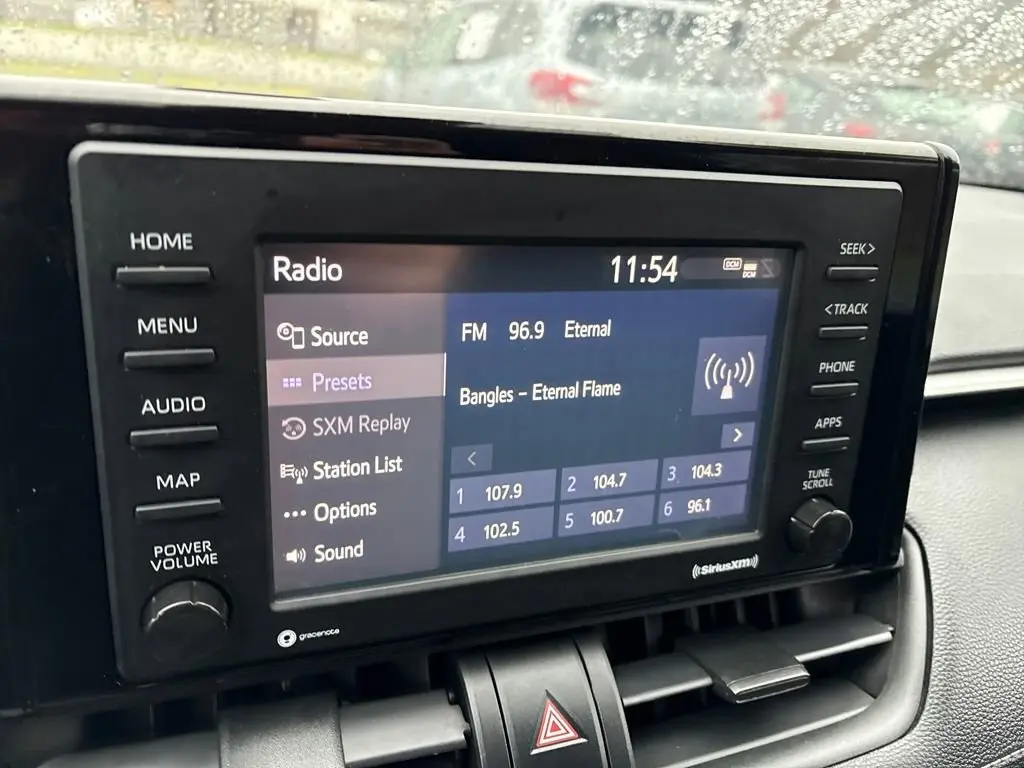 HOME
MENU
AUDIO
MAP
POWER
VOLUME
Radio
11:54
DCM
DCM
Source
Presets
SXM Replay
Station List
Options
Sound
FM 96.9 Eternal
Bangles – Eternal Flame
<
>
1 107.9 2 104.7 3 104.3
4 102.5 5 100.7 6 96.1
SEEK>
<TRACK
PHONE
APPS
TUNE
SCROLL
gracenote
SiriusXM